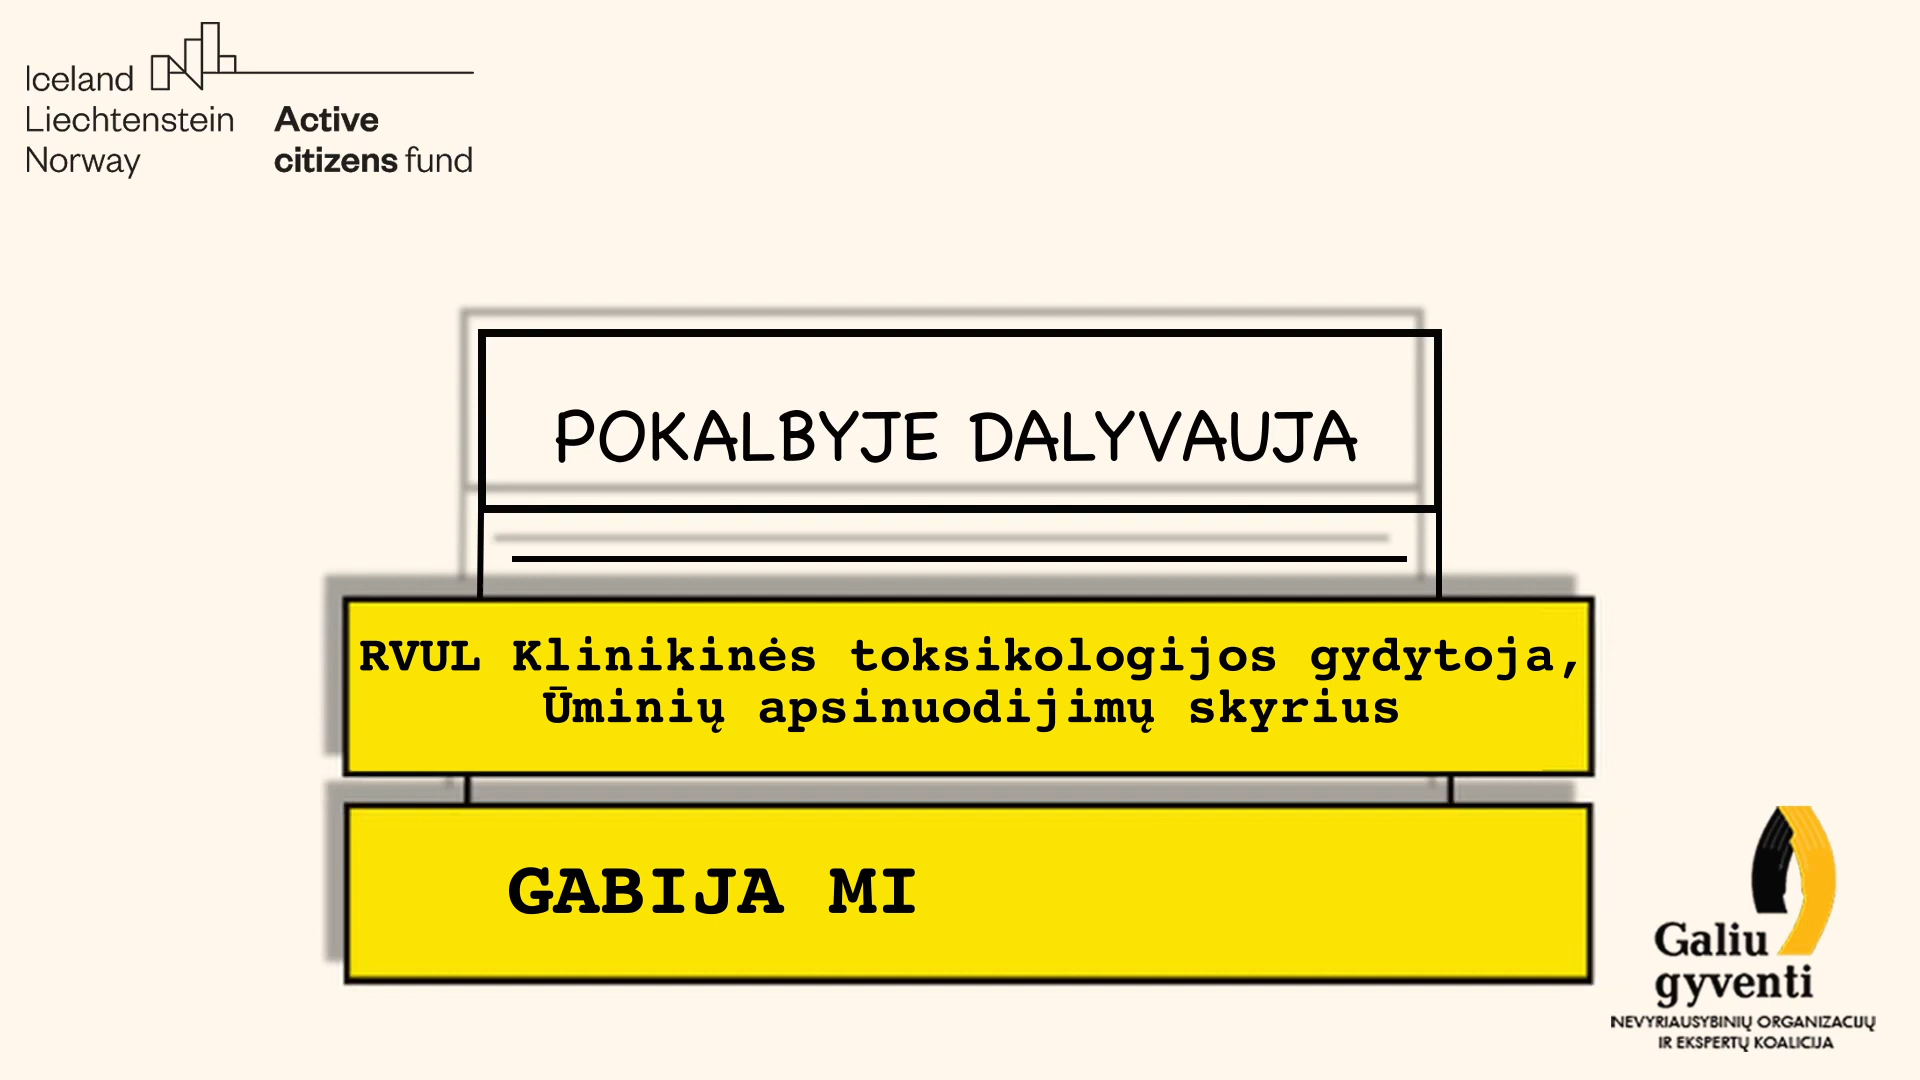 Iceland
Liechtenstein
Norway
Active
citizens fund
POKALBYJE DALYVAUJA
RVUL Klinikinės toksikologijos gydytoja,
Ūminių apsinuodijimų skyrius
GABIJA MI
Galiu
gyventi
NEVYRIAUSYBINIŲ ORGANIZACIJŲ
IR EKSPERTŲ KOALICIJA